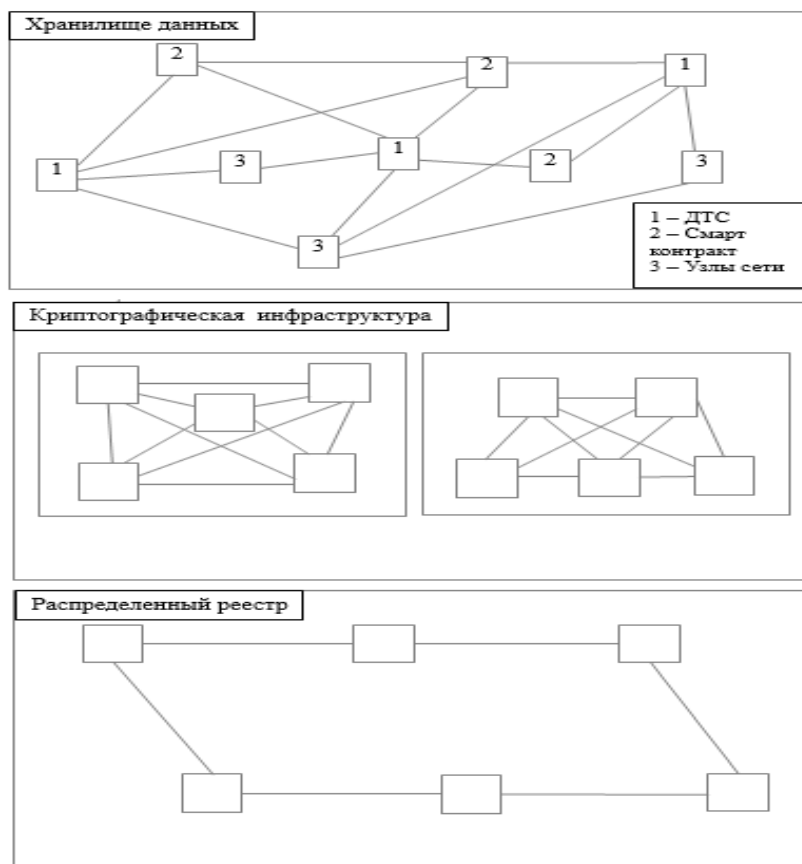 Хранилище данных
2
2
1
1
3
1
2
3
3
1 – ДТС
2 – Смарт
контракт
3 – Узлы сети
Криптографическая инфраструктура
Распределенный реестр